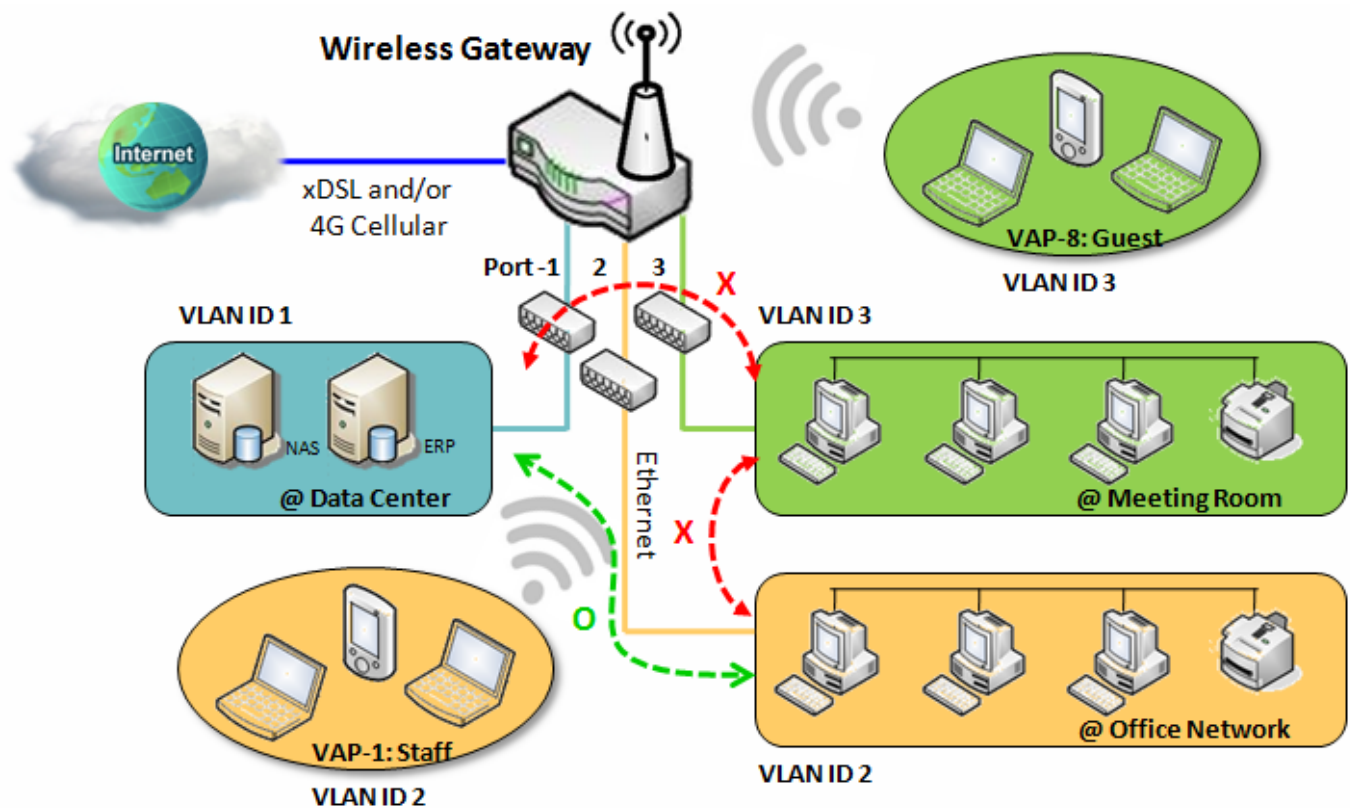 Wireless Gateway
Internet
xDSL and/or
4G Cellular
VAP-8: Guest
VLAN ID 3
Port -1
2
3
X
VLAN ID 1
VLAN ID 3
NAS
ERP
@ Data Center
@ Meeting Room
Ethernet
X
O
VAP-1: Staff
VLAN ID 2
@ Office Network
VLAN ID 2